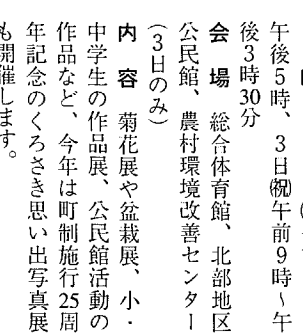 午後5時、3日㈷午前9時～午
後3時30分
会場 総合体育館、北部地区
公民館、農村環境改善センター
(3日のみ)
内容 菊花展や盆栽展、小・
中学生の作品展、公民館活動の
作品など、今年は町制施行25周
年記念のくろさき思い出写真展
も開催します。